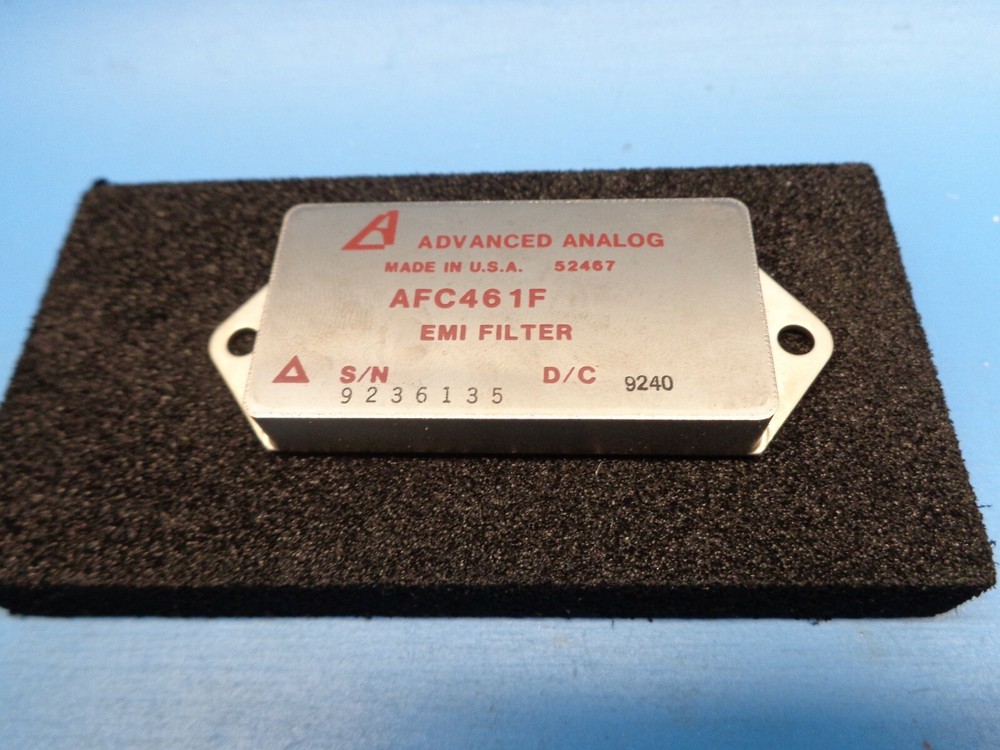 ADVANCED ANALOG
MADE IN U.S.A. 52467
AFC461F
EMI FILTER
S/N D/C 9240
9236135